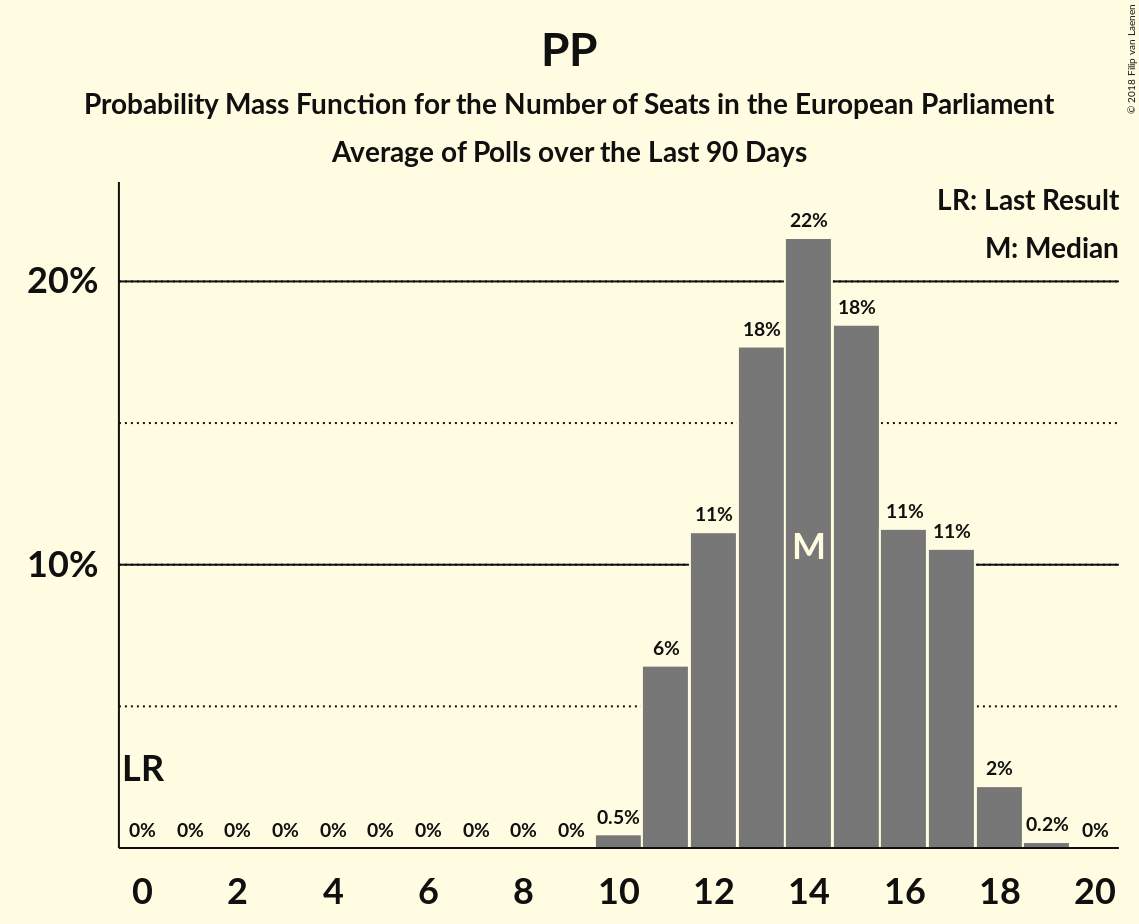 PP
Probability Mass Function for the Number of Seats in the European Parliament
Average of Polls over the Last 90 Days
© 2018 Filip van Laenen
LR: Last Result
M: Median
20%
10%
22%
18%
18%
11%
M
11%
11%
6%
LR
2%
0% 0% 0% 0% 0% 0% 0% 0% 0% 0% 0.5% 0.2% 0%
0 2 4 6 8 10 12 14 16 18 20